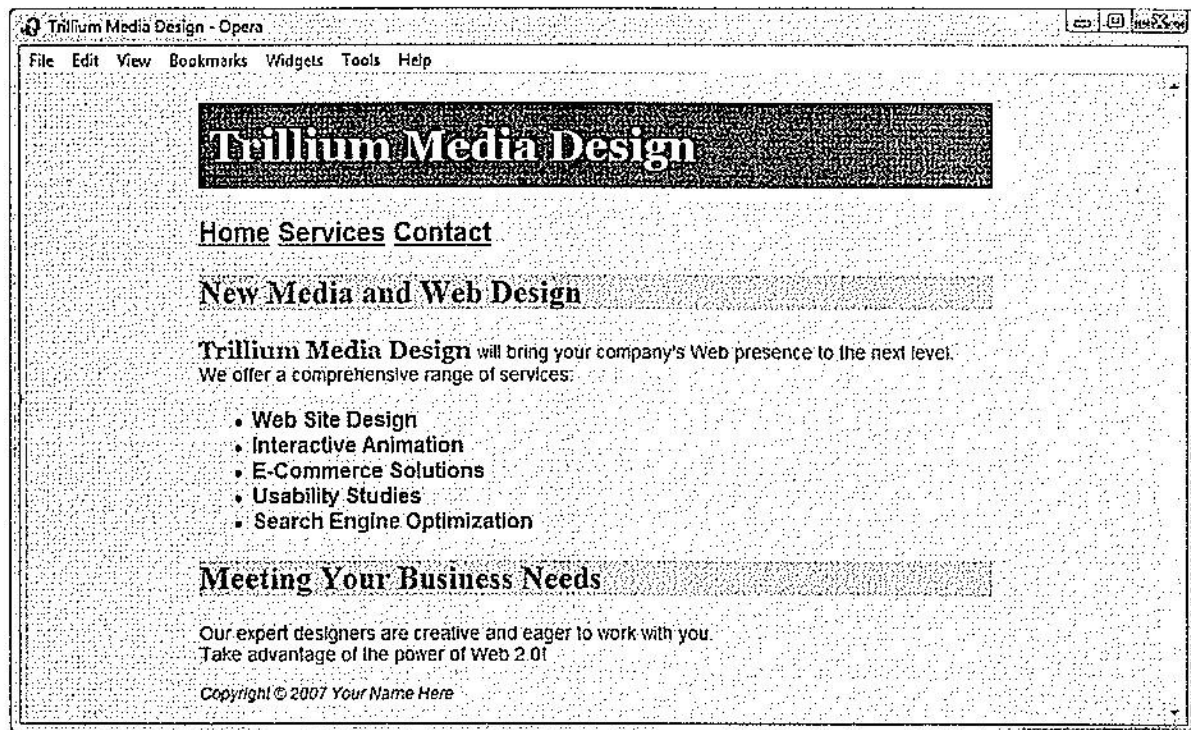 Trillium Media Design - Opera
File Edit View Bookmarks Widgets Tools Help
Trillium Media Design
Home Services Contact
New Media and Web Design
Trillium Media Design will bring your company's Web presence to the next level.
We offer a comprehensive range of services:
• Web Site Design
• Interactive Animation
• E-Commerce Solutions
• Usability Studies
• Search Engine Optimization
Meeting Your Business Needs
Our expert designers are creative and eager to work with you.
Take advantage of the power of Web 2.0!
Copyright © 2007 Your Name Here